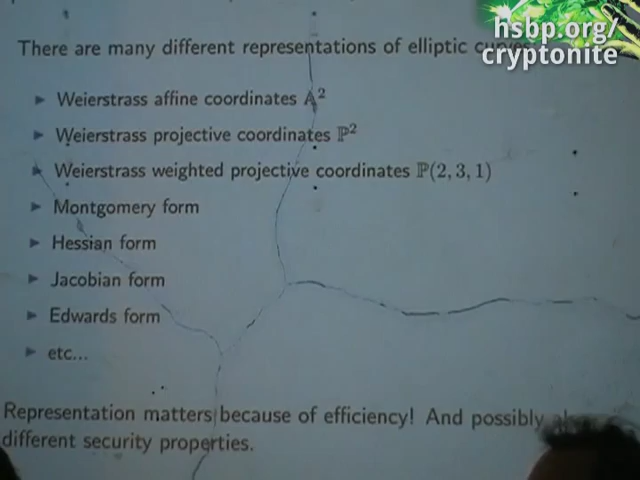 hsbp.org/
cryptonite
There are many different representations of elliptic
► Weierstrass affine coordinates 𝔸²
► Weierstrass projective coordinates ℙ²
► Weierstrass weighted projective coordinates ℙ(2, 3, 1)
► Montgomery form
► Hessian form
► Jacobian form
► Edwards form
► etc...
Representation matters because of efficiency! And possibly
different security properties.